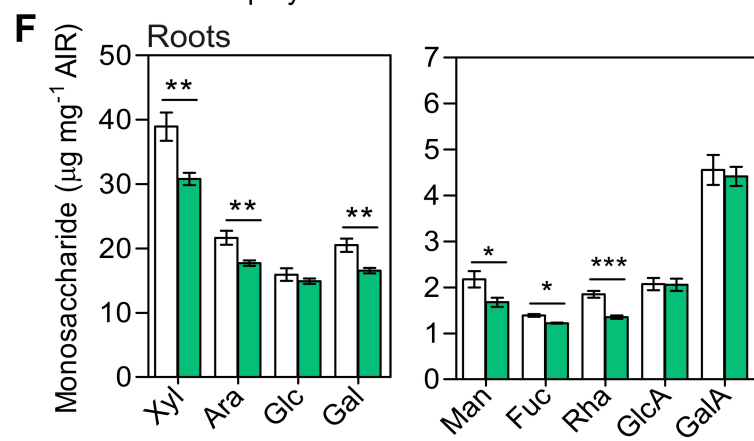 F
Roots
Monosaccharide (µg mg-1 AIR)
50
40
30
20
10
0
**
**
**
Xyl
Ara
Glc
Gal
7
6
5
4
3
2
1
0
*
*
***
Man
Fuc
Rha
GlcA
GalA